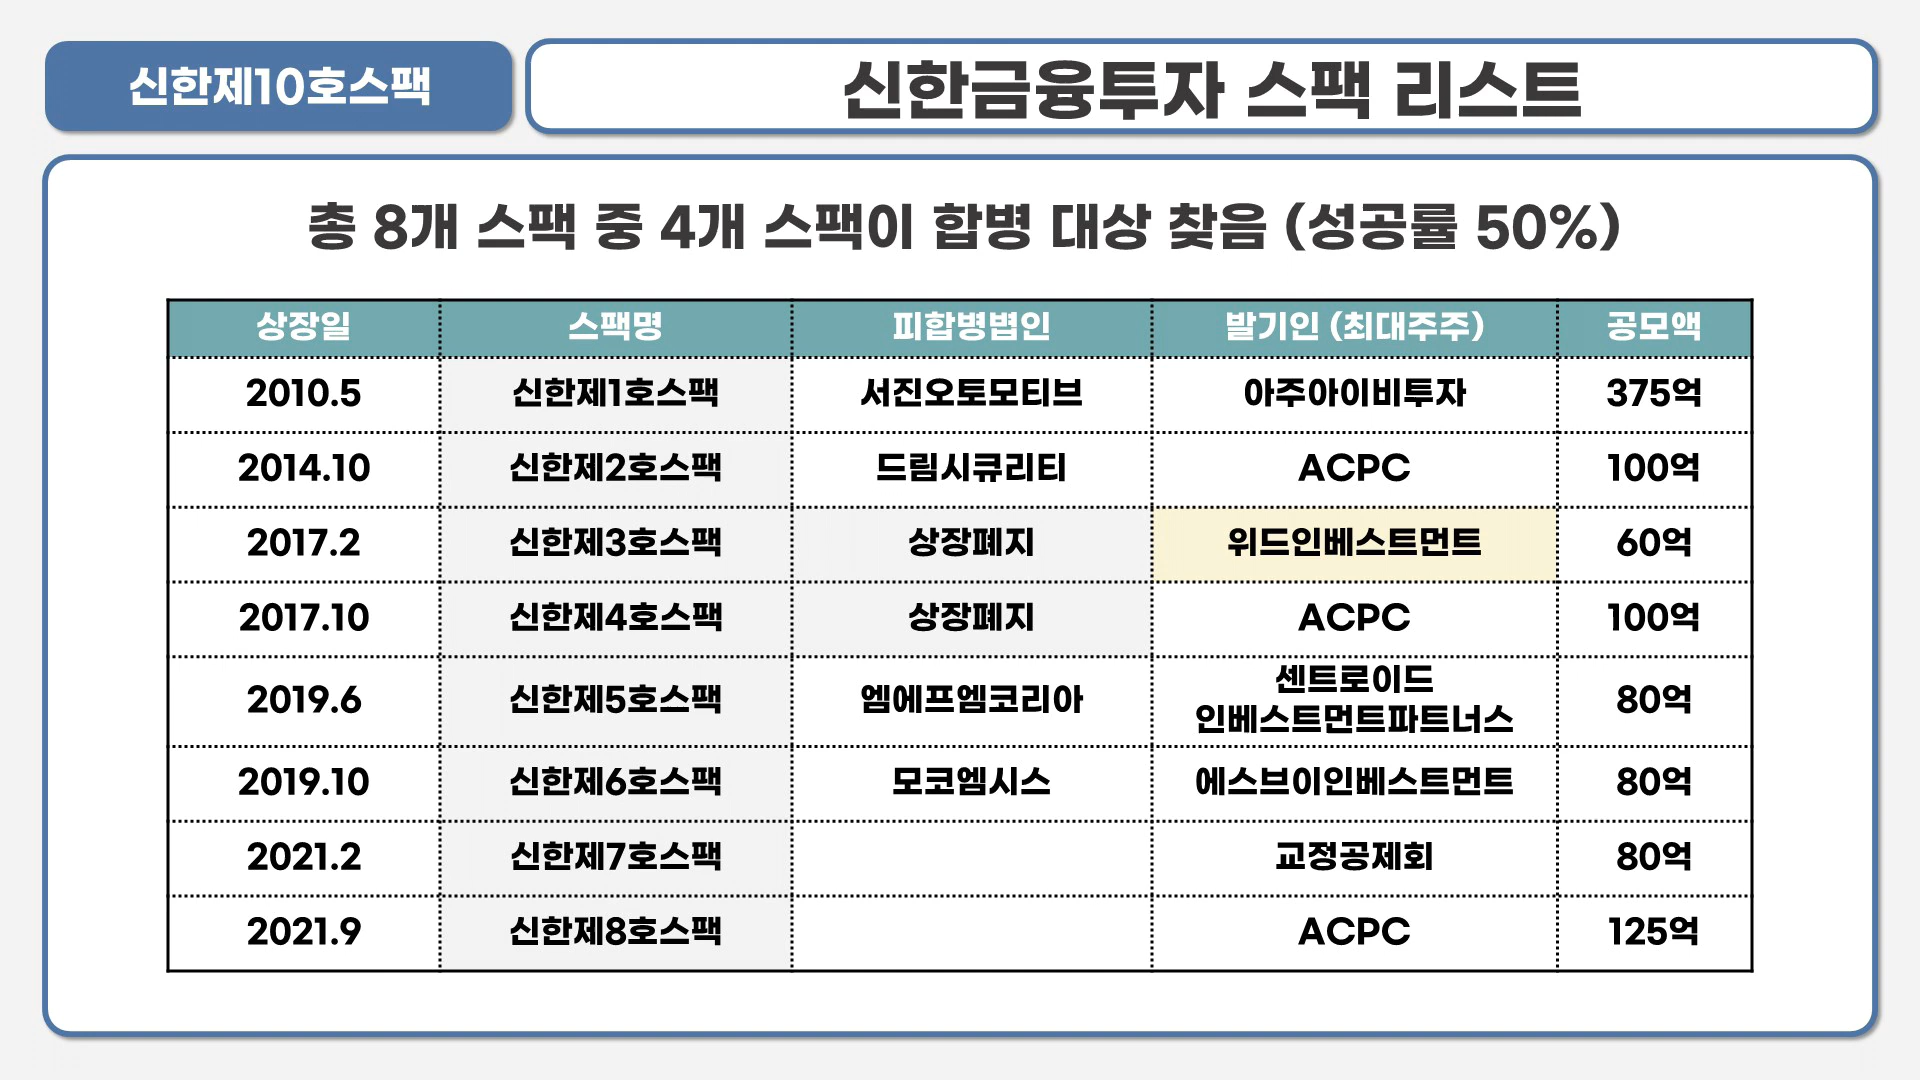 신한제10호스팩
신한금융투자 스팩 리스트
총 8개 스팩 중 4개 스팩이 합병 대상 찾음 (성공률 50%)
상장일 스팩명 피합병볍인 발기인 (최대주주) 공모액
2010.5 신한제1호스팩 서진오토모티브 아주아이비투자 375억
2014.10 신한제2호스팩 드림시큐리티 ACPC 100억
2017.2 신한제3호스팩 상장폐지 위드인베스트먼트 60억
2017.10 신한제4호스팩 상장폐지 ACPC 100억
2019.6 신한제5호스팩 엠에프엠코리아 센트로이드
인베스트먼트파트너스 80억
2019.10 신한제6호스팩 모코엠시스 에스브이인베스트먼트 80억
2021.2 신한제7호스팩 교정공제회 80억
2021.9 신한제8호스팩 ACPC 125억